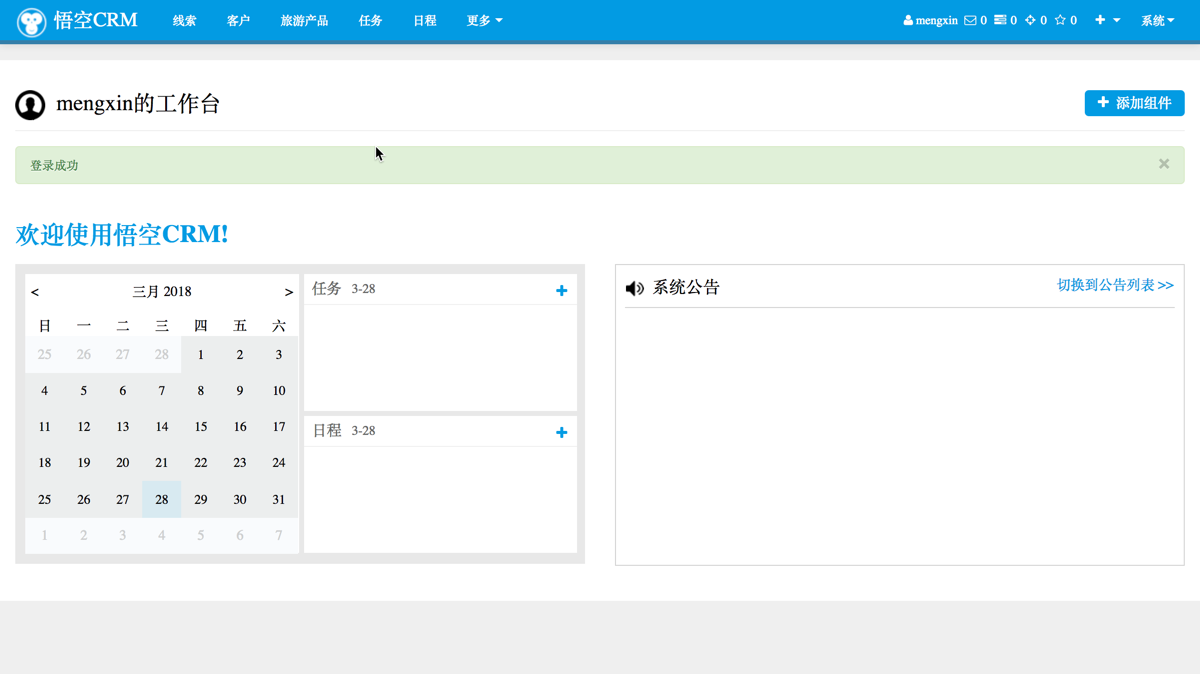 悟空CRM 线索 客户 旅游产品 任务 日程 更多 mengxin 0 0 0 0 系统
mengxin的工作台 添加组件
登录成功 ×
欢迎使用悟空CRM!
< 三月 2018 >
日 一 二 三 四 五 六
25 26 27 28 1 2 3
4 5 6 7 8 9 10
11 12 13 14 15 16 17
18 19 20 21 22 23 24
25 26 27 28 29 30 31
1 2 3 4 5 6 7
任务 3-28
日程 3-28
系统公告 切换到公告列表 >>